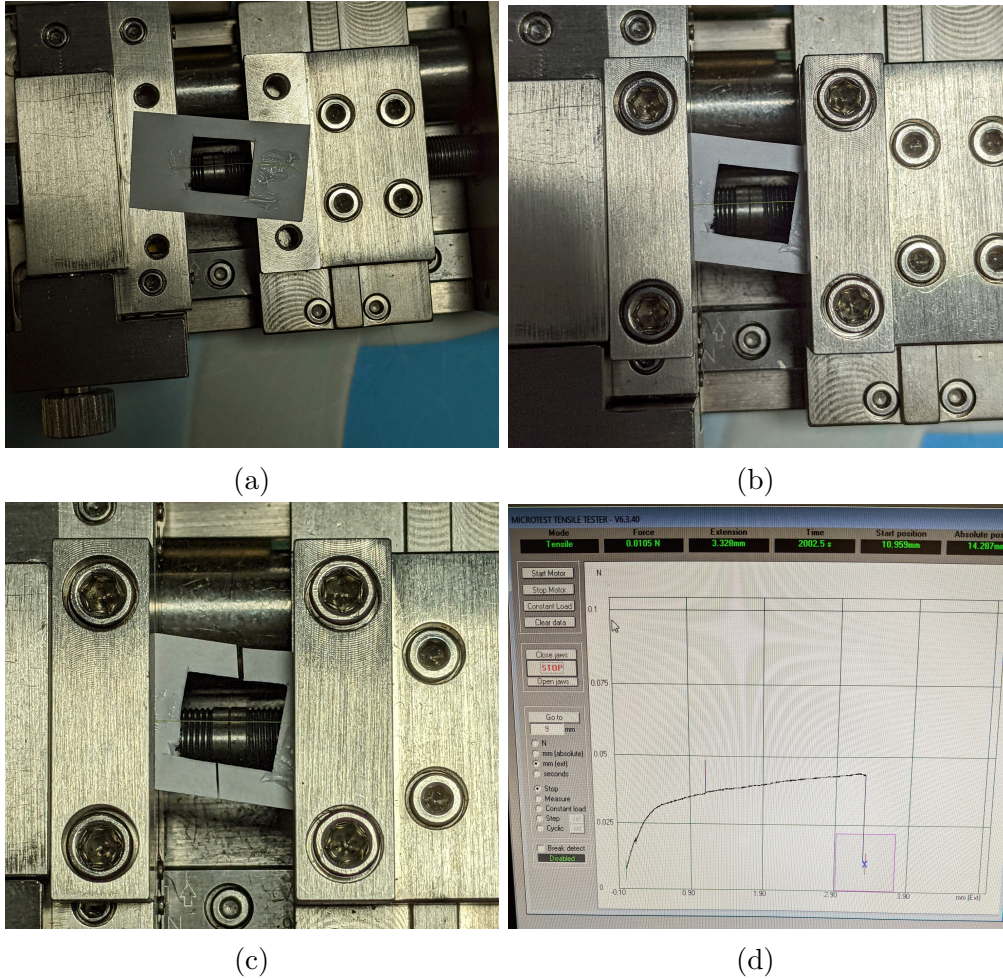 N
(a)
(b)
N
(c)
MICROTEST TENSILE TESTER - V6.3.40
Mode Force Extension Time Start position Absolute pos
Tensile 0.0105 N 3.328mm 2002.5 s 10.959mm 14.287m
Start Motor
Stop Motor
Constant Load
Clear data
Close jaws
STOP
Open jaws
Go to
9 mm
N
mm (absolute)
mm (ext)
seconds
Stop
Measure
Constant load
Step
Cyclic
Break detect
Disabled
N
0.1
0.075
0.05
0.025
0
-0.10 0.90 1.90 2.90 3.90 mm (Ext)
(d)